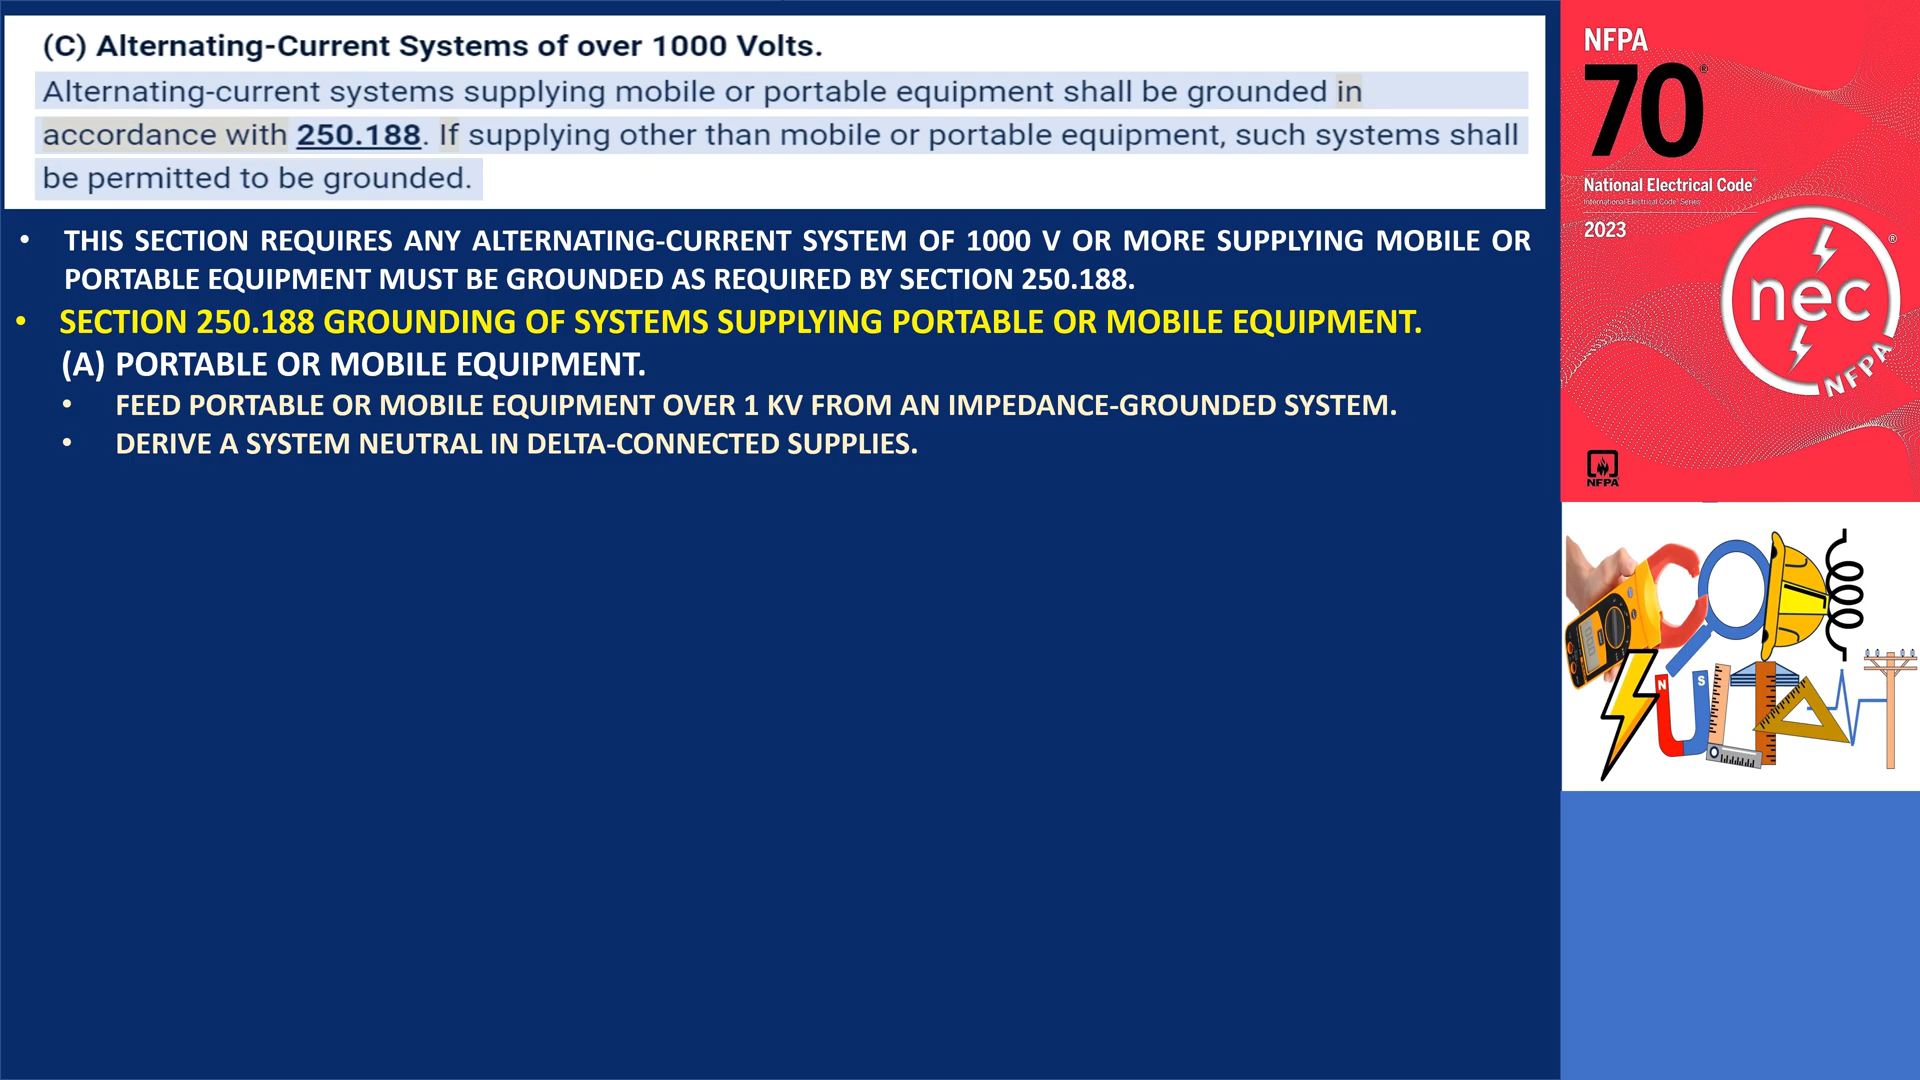 (C) Alternating-Current Systems of over 1000 Volts.
Alternating-current systems supplying mobile or portable equipment shall be grounded in
accordance with 250.188. If supplying other than mobile or portable equipment, such systems shall
be permitted to be grounded.
• THIS SECTION REQUIRES ANY ALTERNATING-CURRENT SYSTEM OF 1000 V OR MORE SUPPLYING MOBILE OR
PORTABLE EQUIPMENT MUST BE GROUNDED AS REQUIRED BY SECTION 250.188.
• SECTION 250.188 GROUNDING OF SYSTEMS SUPPLYING PORTABLE OR MOBILE EQUIPMENT.
(A) PORTABLE OR MOBILE EQUIPMENT.
• FEED PORTABLE OR MOBILE EQUIPMENT OVER 1 KV FROM AN IMPEDANCE-GROUNDED SYSTEM.
• DERIVE A SYSTEM NEUTRAL IN DELTA-CONNECTED SUPPLIES.
NFPA
70®
National Electrical Code®
International Electrical Code® Series
2023
nec ®
NFPA
NFPA
N S